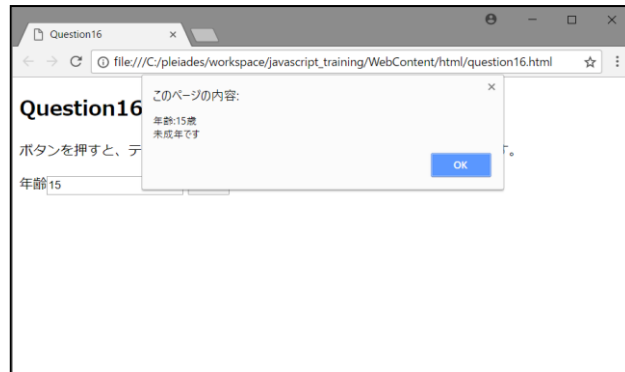 Question16
file:///C:/pleiades/workspace/javascript_training/WebContent/html/question16.html
このページの内容:
年齢:15歳
未成年です
OK
Question16
ボタンを押すと、テ
す。
年齢15